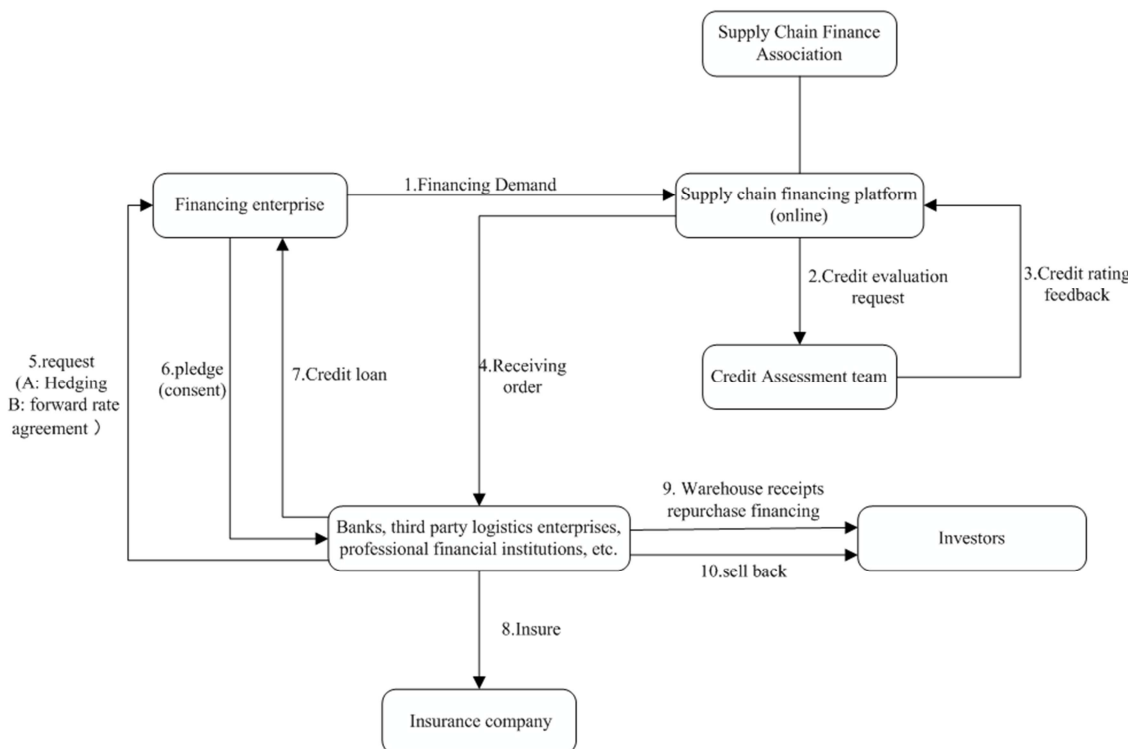 Supply Chain Finance
Association
1.Financing Demand
Financing enterprise
Supply chain financing platform
(online)
2.Credit evaluation
request
3.Credit rating
feedback
5.request
(A: Hedging
B: forward rate
agreement )
6.pledge
(consent)
7.Credit loan
4.Receiving
order
Credit Assessment team
9. Warehouse receipts
repurchase financing
Banks, third party logistics enterprises,
professional financial institutions, etc.
Investors
10.sell back
8.Insure
Insurance company